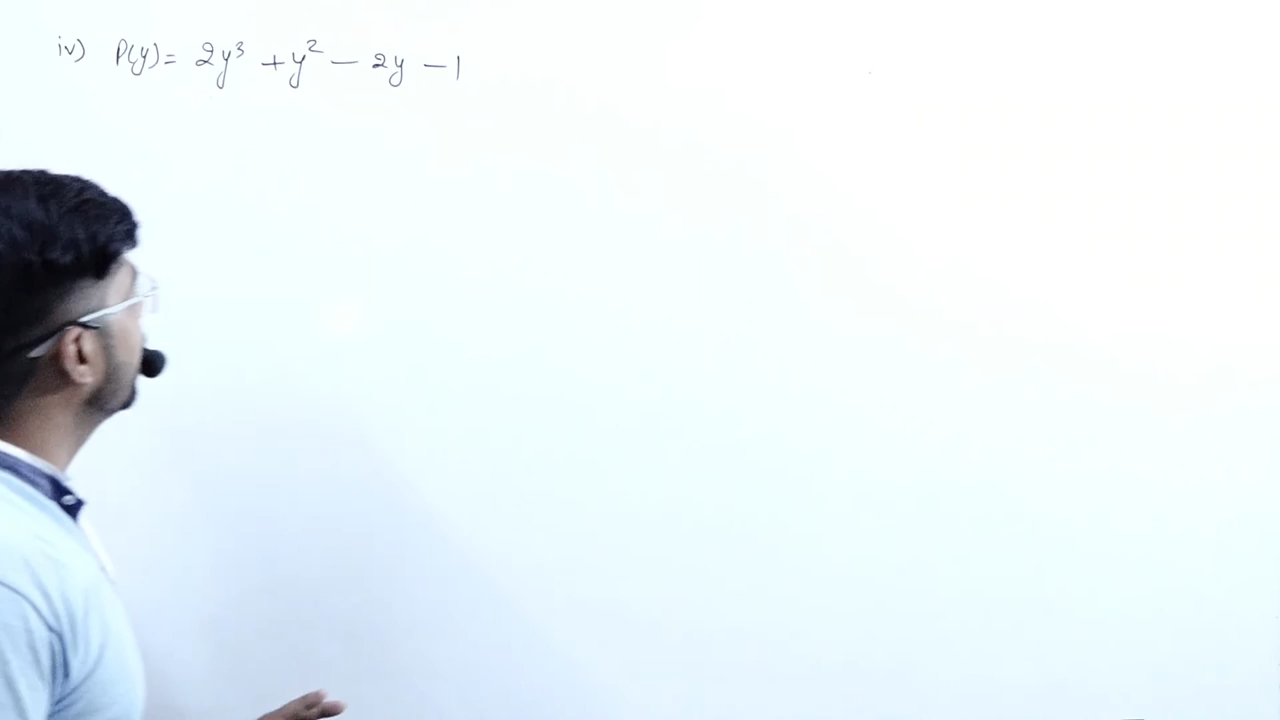 iv) P(y) = 2y³ + y² − 2y − 1